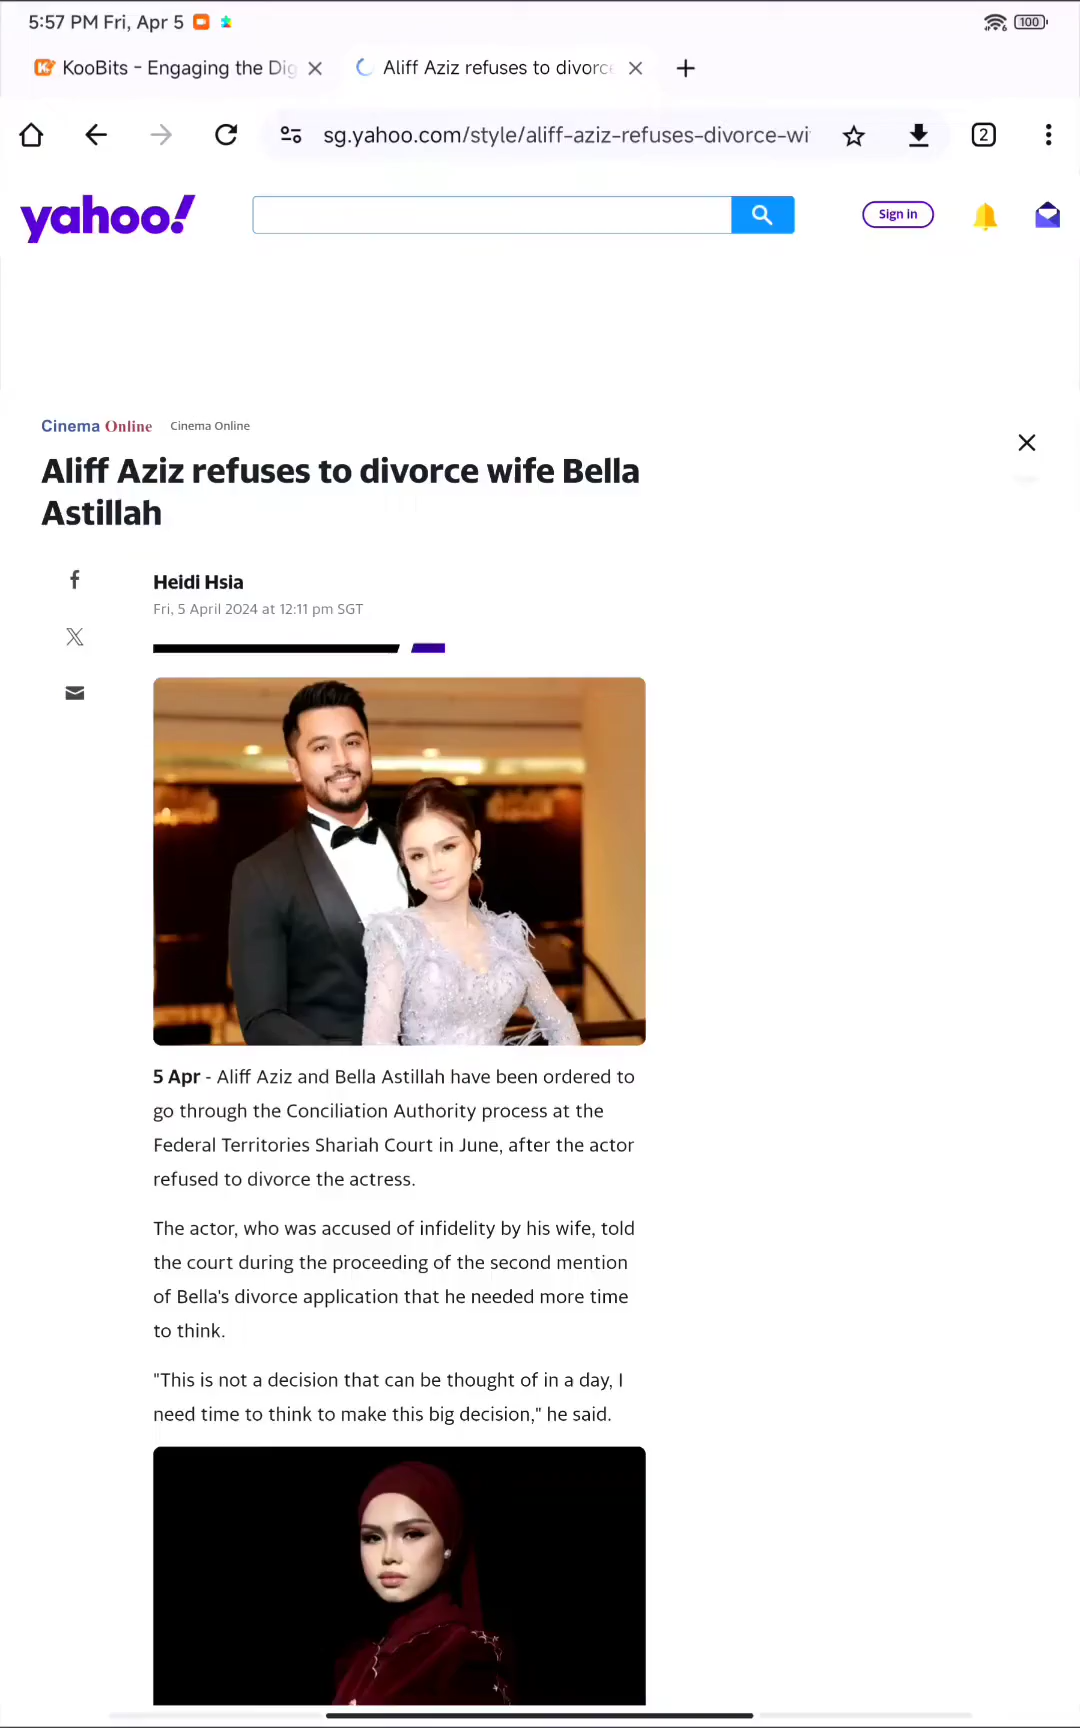 5:57 PM Fri, Apr 5
100
KooBits - Engaging the Dig
Aliff Aziz refuses to divorce
sg.yahoo.com/style/aliff-aziz-refuses-divorce-wi
2
yahoo!
Sign in
Cinema Online Cinema Online
Aliff Aziz refuses to divorce wife Bella
Astillah
Heidi Hsia
Fri, 5 April 2024 at 12:11 pm SGT
5 Apr - Aliff Aziz and Bella Astillah have been ordered to
go through the Conciliation Authority process at the
Federal Territories Shariah Court in June, after the actor
refused to divorce the actress.
The actor, who was accused of infidelity by his wife, told
the court during the proceeding of the second mention
of Bella's divorce application that he needed more time
to think.
"This is not a decision that can be thought of in a day, I
need time to think to make this big decision," he said.